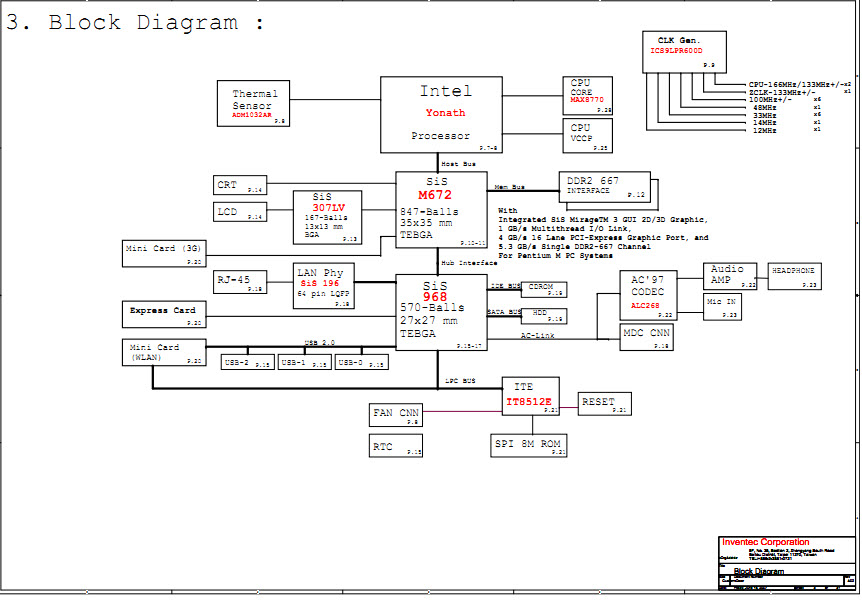 3. Block Diagram :
CLK Gen.
ICS9LPR600D
P.9
CPU-166MHz/133MHz+/- x2
ZCLK-133MHz+/- x1
100MHz+/- x6
48MHz x1
33MHz x6
14MHz x1
12MHz x1
Thermal
Sensor
ADM1032AR
P.8
Intel
Yonath
Processor
P.7-8
CPU
CORE
MAX8770
P.28
CPU
VCCP
P.25
Host Bus
CRT
P.14
LCD
P.14
SiS
307LV
167-Balls
13x13 mm
BGA
P.13
SiS
M672
847-Balls
35x35 mm
TEBGA
P.10-11
Mem Bus
DDR2 667
INTERFACE
P.12
With
Integrated SiS MirageTM 3 GUI 2D/3D Graphic,
1 GB/s Multithread I/O Link,
4 GB/s 16 Lane PCI-Express Graphic Port, and
5.3 GB/s Single DDR2-667 Channel
For Pentium M PC Systems
Mini Card (3G)
P.20
Hub Interface
RJ-45
P.18
LAN Phy
SiS 196
64 pin LQFP
P.18
SiS
968
570-Balls
27x27 mm
TEBGA
P.15-17
IDE BUS
CDROM
P.19
SATA BUS
HDD
P.19
AC-Link
AC'97
CODEC
ALC268
P.22
Audio
AMP
P.22
HEADPHONE
P.23
Mic IN
P.23
MDC CNN
P.18
Express Card
P.20
Mini Card
(WLAN)
P.20
USB 2.0
USB-2
P.15
USB-1
P.15
USB-0
P.15
LPC BUS
ITE
IT8512E
P.21
RESET
P.21
FAN CNN
P.8
RTC
P.15
SPI 8M ROM
P.21
Inventec Corporation
Block Diagram